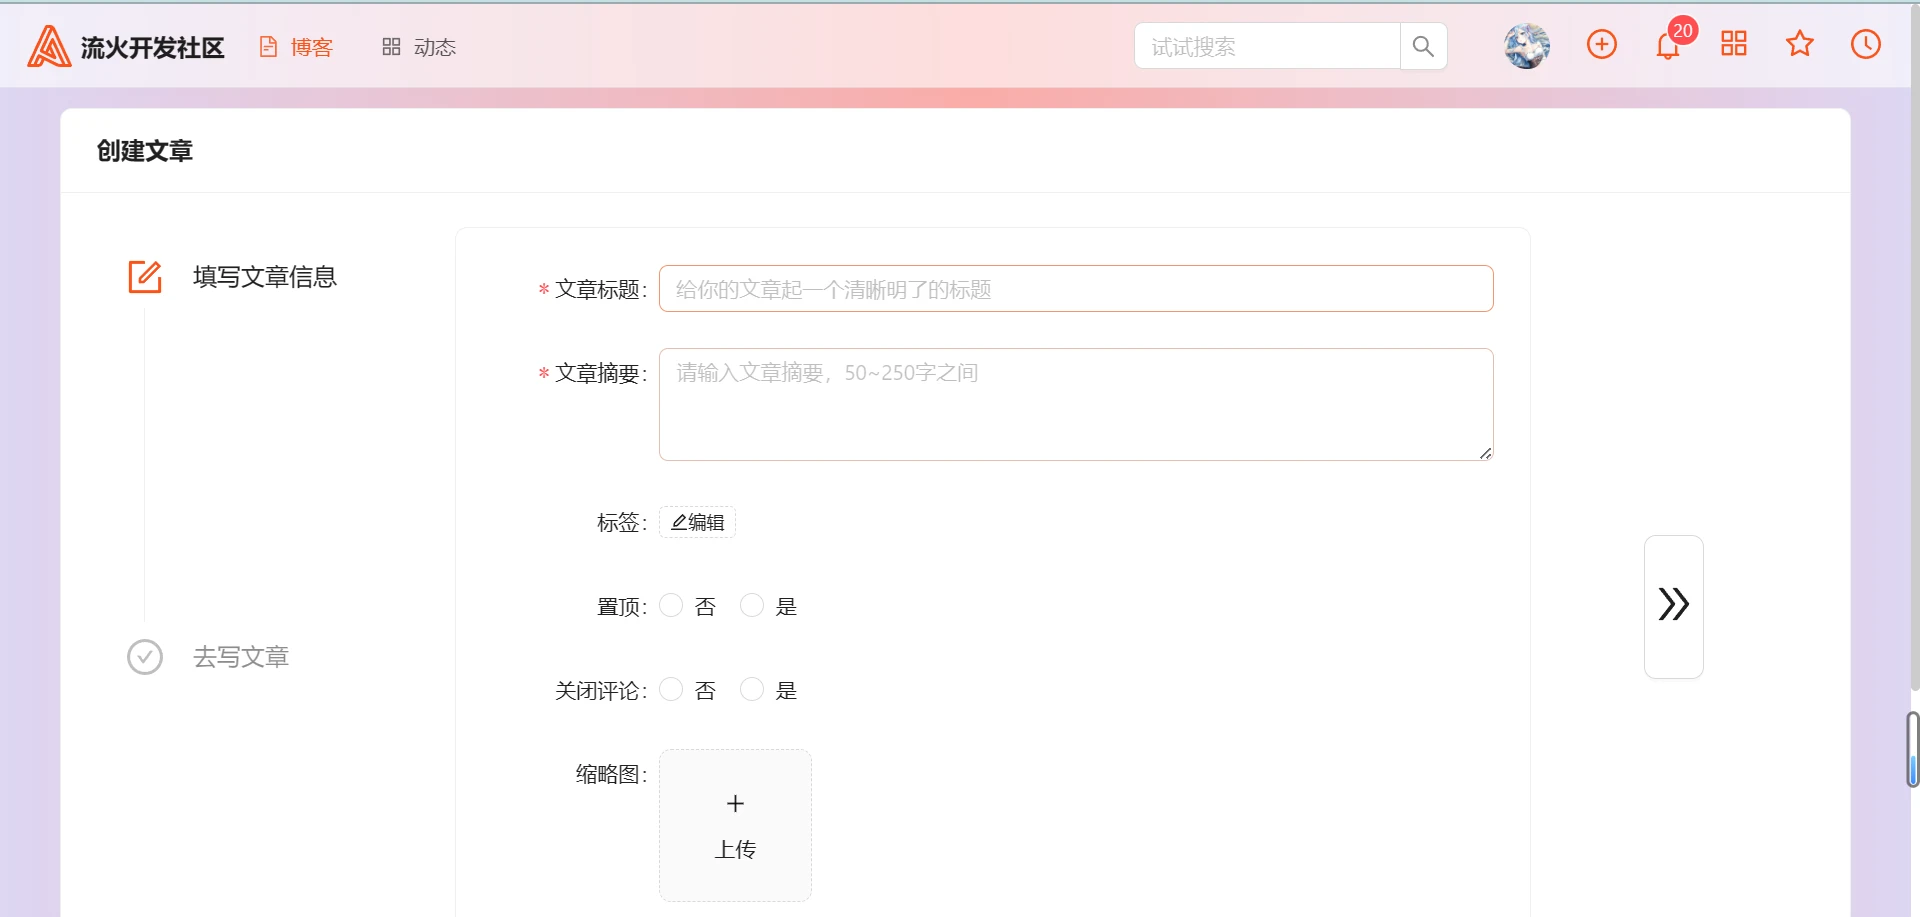 流火开发社区
博客
动态
试试搜索
20
创建文章
填写文章信息
去写文章
* 文章标题:
给你的文章起一个清晰明了的标题
* 文章摘要:
请输入文章摘要，50~250字之间
标签:
编辑
置顶:
否
是
关闭评论:
否
是
缩略图:
+
上传